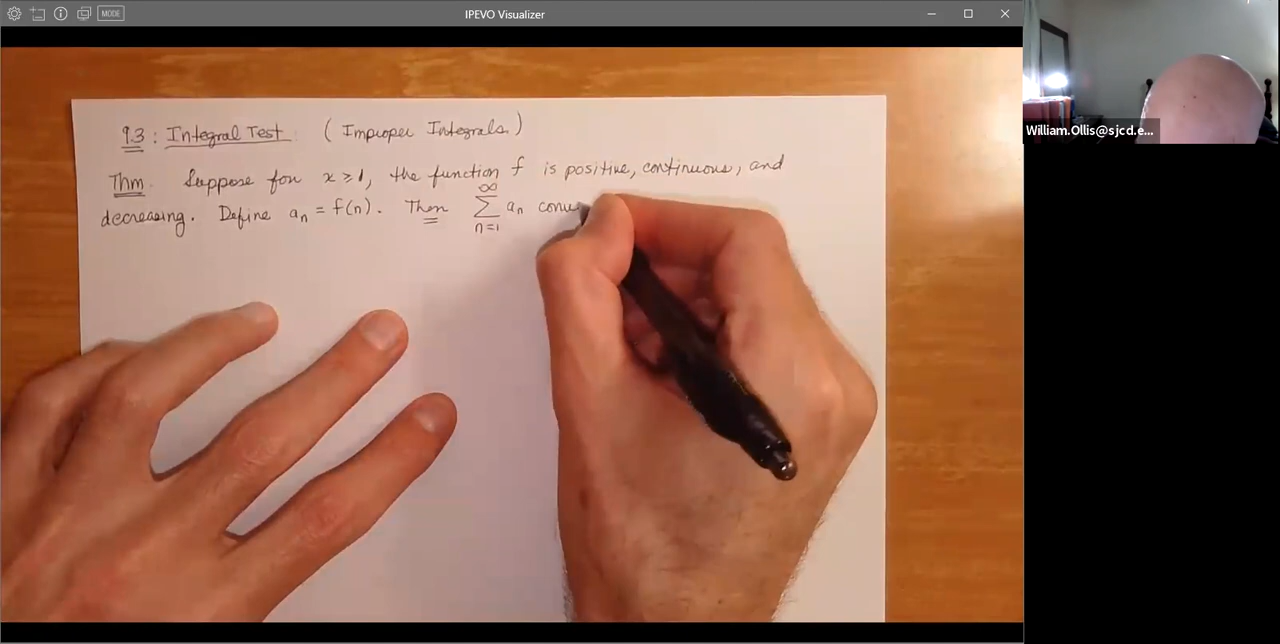 MODE
IPEVO Visualizer
William.Ollis@sjcd.e...
9.3 : Integral Test (Improper Integrals)
Thm. Suppose for x ≥ 1, the function f is positive, continuous, and
decreasing. Define aₙ = f(n). Then ∑_{n=1}^{∞} aₙ conve